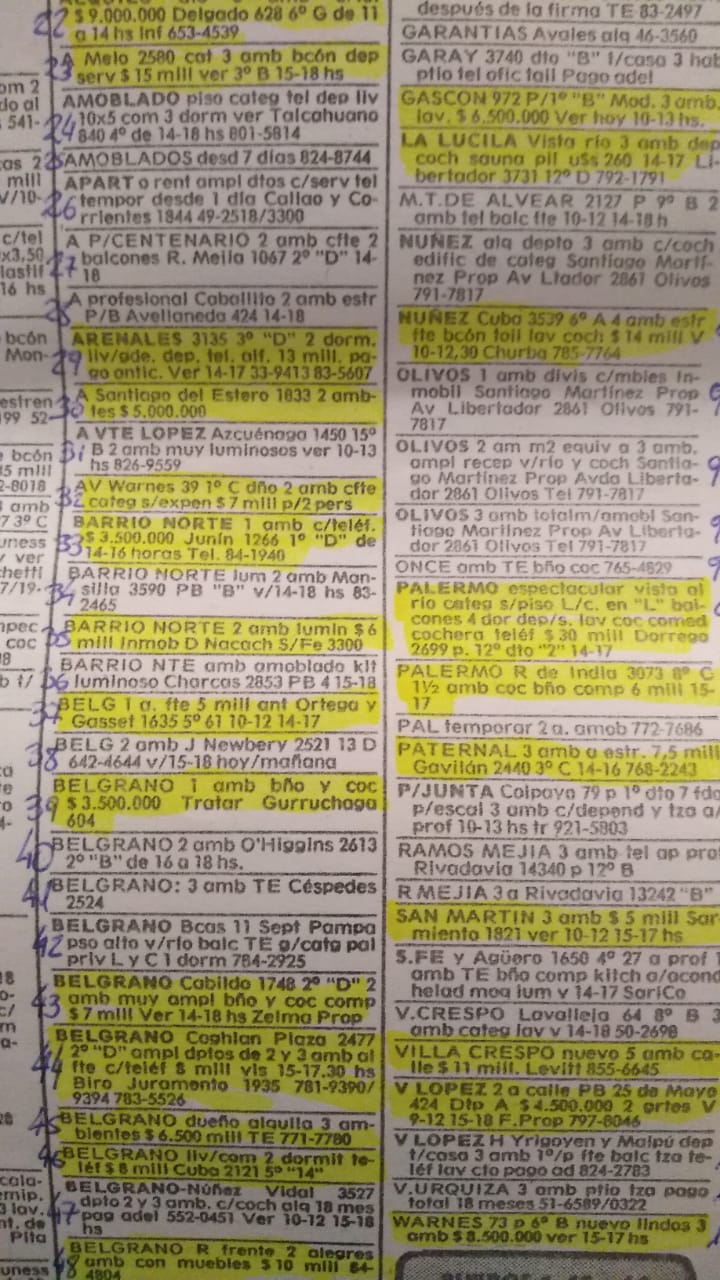 22
$ 9.000.000 Delgado 628 6º G de 11
a 14 hs Inf 653-4539
23
A Melo 2580 cat 3 amb bcón dep
serv $ 15 mill ver 3º B 15-18 hs
AMOBLADO piso categ tel dep liv
24
10x5 com 3 dorm ver Talcahuano
840 4º de 14-18 hs 801-5814
25
AMOBLADOS desd 7 días 824-8744
APART o rent ampl dtos c/serv tel
26
tempor desde 1 día Callao y Co-
rrientes 1844 49-2518/3300
A P/CENTENARIO 2 amb cfte 2
27
balcones R. Mejía 1067 2º "D" 14-
18
28
A profesional Caballito 2 amb estr
P/B Avellaneda 424 14-18
ARENALES 3135 3º "D" 2 dorm.
29
liv/gde. dep. tel. alf. 13 mill. pa-
go antic. Ver 14-17 33-9413 83-5607
30
A Santiago del Estero 1833 2 amb-
tes $ 5.000.000
A VTE LOPEZ Azcuénaga 1450 15º
31
B 2 amb muy luminosos ver 10-13
hs 826-9559
32
AV Warnes 39 1º C dño 2 amb cfte
categ s/expen $ 7 mill p/2 pers
BARRIO NORTE 1 amb c/teléf.
33
$ 3.500.000 Junín 1266 1º "D" de
14-16 horas Tel. 84-1940
BARRIO NORTE lum 2 amb Man-
34
silla 3590 PB "B" v/14-18 hs 83-
2465
35
BARRIO NORTE 2 amb lumin $ 6
mill Inmob D Nacach S/Fe 3300
BARRIO NTE amb amoblado kit
36
luminoso Charcas 2853 PB 4 15-18
37
BELG 1 a. fte 5 mill ant Ortega y
Gasset 1635 5º 61 10-12 14-17
38
BELG 2 amb J Newbery 2521 13 D
642-4644 v/15-18 hoy/mañana
BELGRANO 1 amb bño y coc
39
$ 3.500.000 Tratar Gurruchaga
604
40
BELGRANO 2 amb O'Higgins 2613
2º "B" de 16 a 18 hs.
41
BELGRANO: 3 amb TE Céspedes
2524
BELGRANO Bcas 11 Sept Pampa
42
pso alto v/río balc TE g/catg pal
priv L y C 1 dorm 784-2925
BELGRANO Cabildo 1748 2º "D" 2
43
amb muy ampl bño y coc comp
$ 7 mill Ver 14-18 hs Zelma Prop
BELGRANO Coghlan Plaza 2477
44
2º "D" ampl dptos de 2 y 3 amb al
fte c/teléf 8 mill vis 15-17.30 hs
Biro Juramento 1935 781-9390/
9394 783-5526
45
BELGRANO dueño alquila 3 am-
bientes $ 6.500 mill TE 771-7780
46
BELGRANO liv/com 2 dormit te-
léf $ 8 mill Cuba 2121 5º "14"
BELGRANO-Núñez Vidal 3527
47
dpto 2 y 3 amb. c/coch alq 18 mes
pag adel 552-0451 Ver 10-12 15-18
hs
BELGRANO R frente 2 alegres
48
amb con muebles $ 10 mill 84-
4804
después de la firma TE 83-2497
GARANTIAS Avales alq 46-3560
GARAY 3740 dto "B" t/casa 3 hab
ptio tel ofic tall Pago adel
GASCON 972 P/1º "B" Mod. 3 amb.
lav. $ 6.500.000 Ver hoy 10-13 hs.
LA LUCILA Vista río 3 amb dep
coch sauna pil u$s 260 14-17 Li-
bertador 3731 12º D 792-1791
M.T.DE ALVEAR 2127 P 9º B 2
amb tel balc fte 10-12 14-18 h
NUÑEZ alq depto 3 amb c/coch
edific de categ Santiago Martí-
nez Prop Av Ltador 2861 Olivos
791-7817
NUÑEZ Cuba 3539 6º A 4 amb estr
fte bcón toil lav coch $ 14 mill V
10-12,30 Churba 785-7764
OLIVOS 1 amb divis c/mbles In-
mobil Santiago Martínez Prop
Av Libertador 2861 Olivos 791-
7817
OLIVOS 2 am m2 equiv a 3 amb.
ampl recep v/río y coch Santia-
go Martínez Prop Avda Liberta-
dor 2861 Olivos Tel 791-7817
OLIVOS 3 amb totalm/amobl San-
tiago Martínez Prop Av Liberta-
dor 2861 Olivos Tel 791-7817
ONCE amb TE bño coc 765-4829
PALERMO espectacular vista al
río categ s/piso L/c. en "L" bal-
cones 4 dor dep/s. lav coc comed
cochera teléf $ 30 mill Dorrego
2699 p. 12º dto "2" 14-17
PALERMO R de India 3073 8º C
1½ amb coc bño comp 6 mill 15-
17
PAL temporar 2 a. amob 772-7686
PATERNAL 3 amb a estr. 7,5 mill
Gavilán 2440 3º C 14-16 768-2243
P/JUNTA Colpayo 79 p 1º dto 7 fdo
p/escal 3 amb c/depend y tza a/
prof 10-13 hs tr 921-5803
RAMOS MEJIA 3 amb tel ap prof
Rivadavia 14340 p 12º B
R MEJIA 3 a Rivadavia 13242 "B"
SAN MARTIN 3 amb $ 5 mill Sar-
miento 1821 ver 10-12 15-17 hs
S.FE y Agüero 1650 4º 27 a prof 1
amb TE bño comp kitch a/acond
helad moq lum v 14-17 SariCo
V.CRESPO Lavalleja 64 8º B 3
amb categ lav v 14-18 50-2698
VILLA CRESPO nuevo 5 amb ca-
lle $ 11 mill. Levitt 855-6645
V LOPEZ 2 a calle PB 25 de Mayo
424 Dto A $ 4.500.000 2 grtes V
9-12 15-18 F.Prop 797-8046
V LOPEZ H Yrigoyen y Maipú dep
t/casa 3 amb 1º/p fte balc tza te-
léf lav cto pago ad 824-2783
V.URQUIZA 3 amb ptio tza pago
total 18 meses 51-6589/0322
WARNES 73 p 6º B nuevo lindos 3
amb $ 8.500.000 ver 15-17 hs